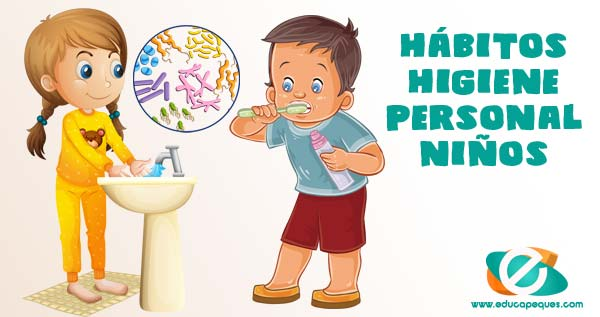 HÁBITOS
HIGIENE
PERSONAL
NIÑOS
e
www.educapeques.com